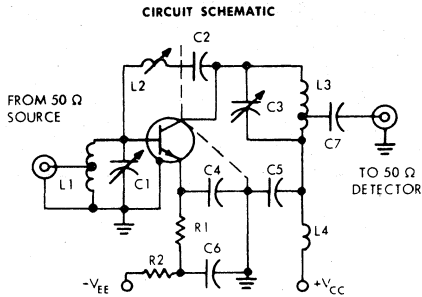 CIRCUIT SCHEMATIC
C2
L2
L3
FROM 50 Ω
SOURCE
C3
C7
L1
C1
TO 50 Ω
DETECTOR
C4
C5
R1
L4
R2
C6
-VEE
+VCC